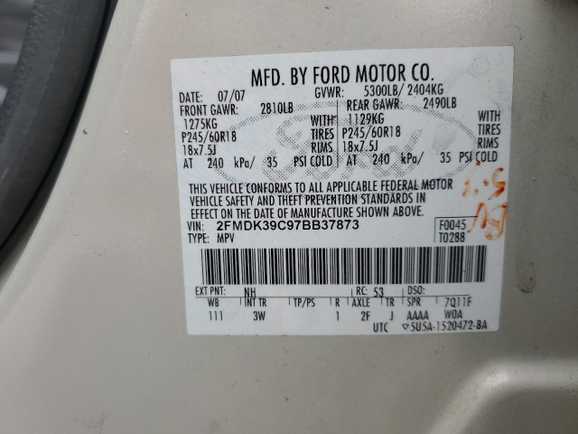 MFD. BY FORD MOTOR CO.
DATE: 07/07 GVWR: 5300LB/ 2404KG
FRONT GAWR: 2810LB REAR GAWR: 2490LB
1275KG WITH 1129KG WITH
P245/60R18 TIRES P245/60R18 TIRES
18x7.5J RIMS 18x7.5J RIMS
AT 240 kPa/ 35 PSI COLD AT 240 kPa/ 35 PSI COLD
THIS VEHICLE CONFORMS TO ALL APPLICABLE FEDERAL MOTOR
VEHICLE SAFETY AND THEFT PREVENTION STANDARDS IN
EFFECT ON THE DATE OF MANUFACTURE SHOWN ABOVE.
VIN: 2FMDK39C97BB37873 F0045
TYPE: MPV T0288
EXT PNT: NH RC: 53 DSO:
WB INT TR TP/PS R AXLE TR SPR 7Q11F
111 3W 1 2F J AAAA WOA
UTC 5U5A-1520472-BA